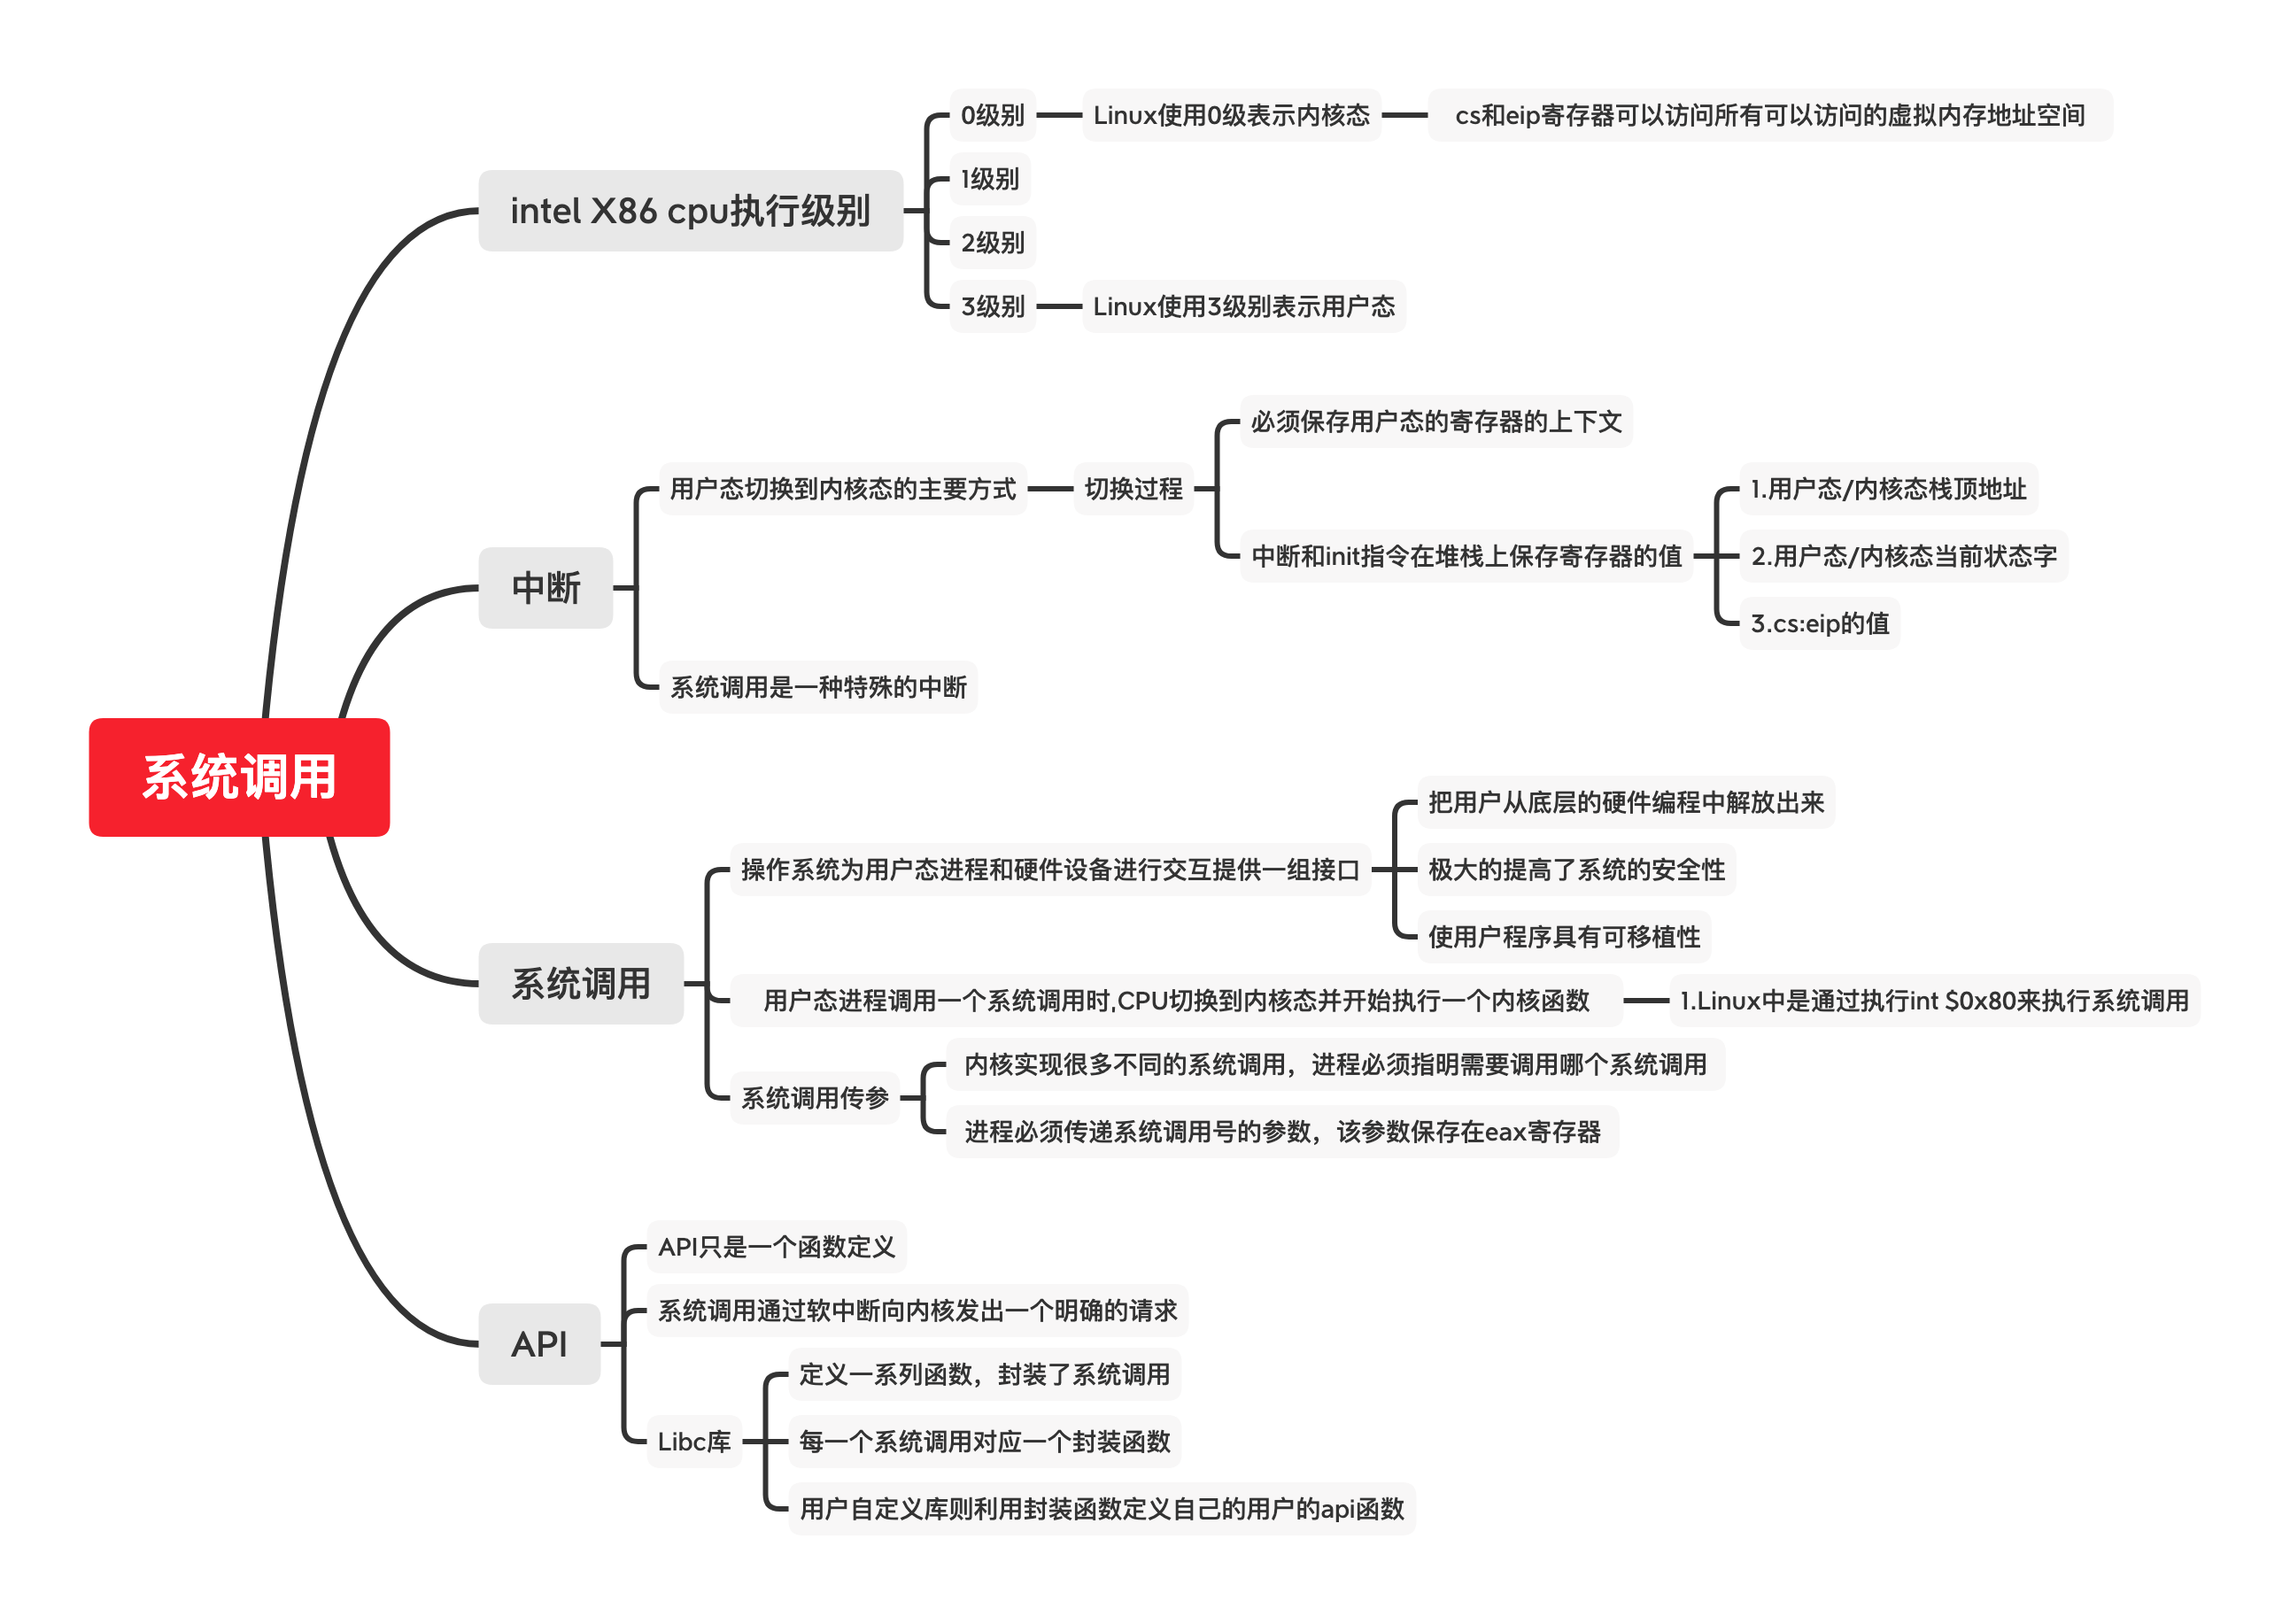 系统调用
intel X86 cpu执行级别
0级别
Linux使用0级表示内核态
cs和eip寄存器可以访问所有可以访问的虚拟内存地址空间
1级别
2级别
3级别
Linux使用3级别表示用户态
中断
用户态切换到内核态的主要方式
切换过程
必须保存用户态的寄存器的上下文
中断和init指令在堆栈上保存寄存器的值
1.用户态/内核态栈顶地址
2.用户态/内核态当前状态字
3.cs:eip的值
系统调用是一种特殊的中断
系统调用
操作系统为用户态进程和硬件设备进行交互提供一组接口
把用户从底层的硬件编程中解放出来
极大的提高了系统的安全性
使用户程序具有可移植性
用户态进程调用一个系统调用时,CPU切换到内核态并开始执行一个内核函数
1.Linux中是通过执行int $0x80来执行系统调用
系统调用传参
内核实现很多不同的系统调用，进程必须指明需要调用哪个系统调用
进程必须传递系统调用号的参数，该参数保存在eax寄存器
API
API只是一个函数定义
系统调用通过软中断向内核发出一个明确的请求
Libc库
定义一系列函数，封装了系统调用
每一个系统调用对应一个封装函数
用户自定义库则利用封装函数定义自己的用户的api函数